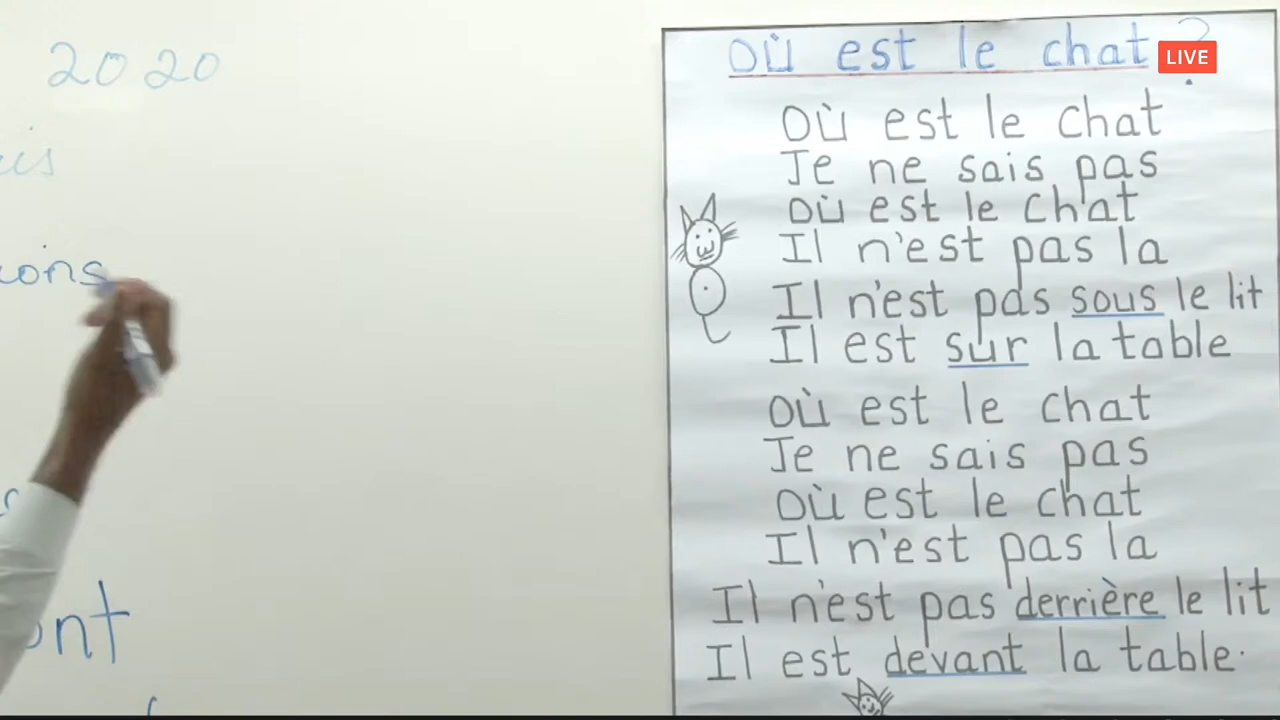 2020
où est le chat ?
LIVE
où est le chat
Je ne sais pas
où est le chat
Il n'est pas la
Il n'est pas sous le lit
Il est sur la table
où est le chat
Je ne sais pas
où est le chat
Il n'est pas la
Il n'est pas derrière le lit
Il est devant la table.